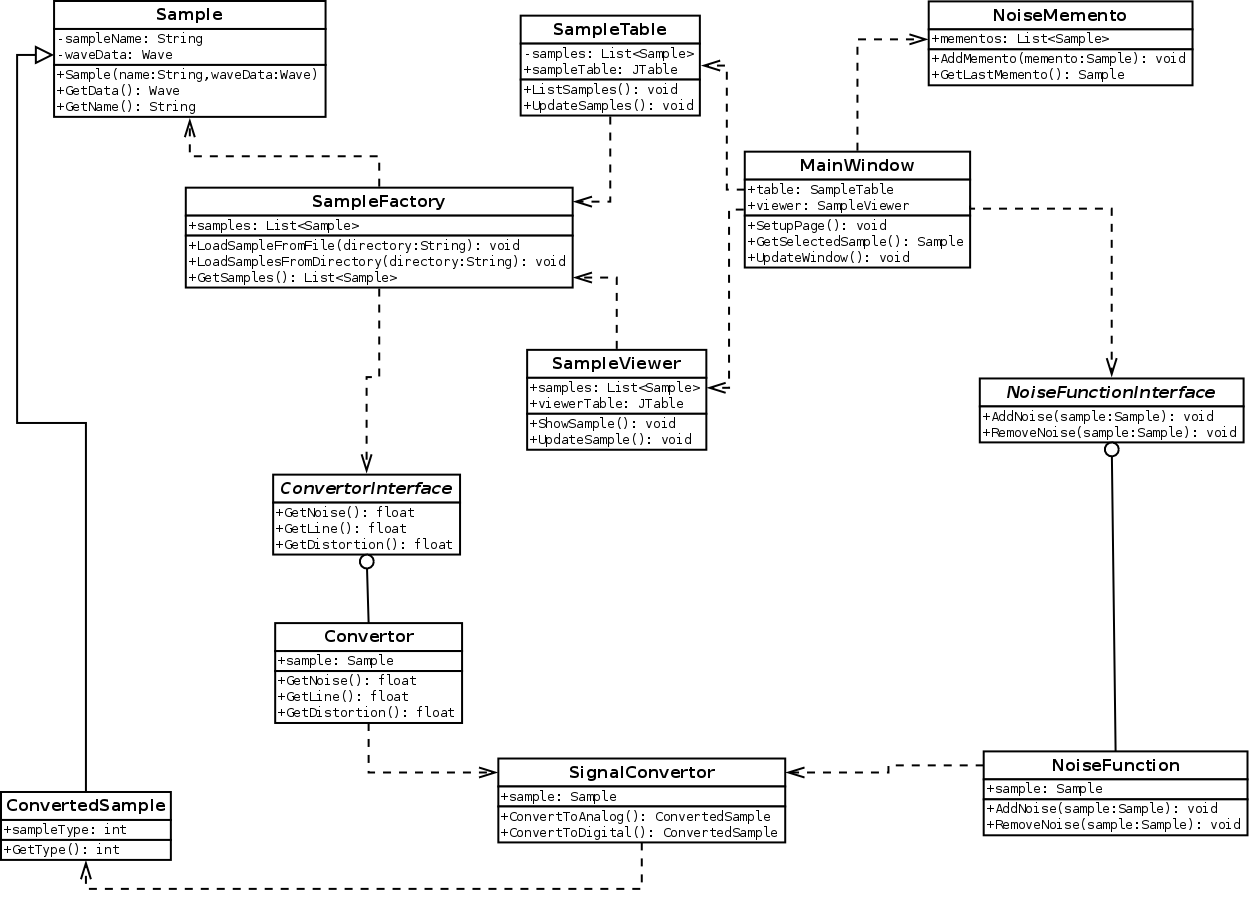 Sample
-sampleName: String
-waveData: Wave
+Sample(name:String,waveData:Wave)
+GetData(): Wave
+GetName(): String
SampleTable
-samples: List<Sample>
+sampleTable: JTable
+ListSamples(): void
+UpdateSamples(): void
NoiseMemento
+mementos: List<Sample>
+AddMemento(memento:Sample): void
+GetLastMemento(): Sample
MainWindow
+table: SampleTable
+viewer: SampleViewer
+SetupPage(): void
+GetSelectedSample(): Sample
+UpdateWindow(): void
SampleFactory
+samples: List<Sample>
+LoadSampleFromFile(directory:String): void
+LoadSamplesFromDirectory(directory:String): void
+GetSamples(): List<Sample>
SampleViewer
+samples: List<Sample>
+viewerTable: JTable
+ShowSample(): void
+UpdateSample(): void
NoiseFunctionInterface
+AddNoise(sample:Sample): void
+RemoveNoise(sample:Sample): void
ConvertorInterface
+GetNoise(): float
+GetLine(): float
+GetDistortion(): float
Convertor
+sample: Sample
+GetNoise(): float
+GetLine(): float
+GetDistortion(): float
SignalConvertor
+sample: Sample
+ConvertToAnalog(): ConvertedSample
+ConvertToDigital(): ConvertedSample
NoiseFunction
+sample: Sample
+AddNoise(sample:Sample): void
+RemoveNoise(sample:Sample): void
ConvertedSample
+sampleType: int
+GetType(): int